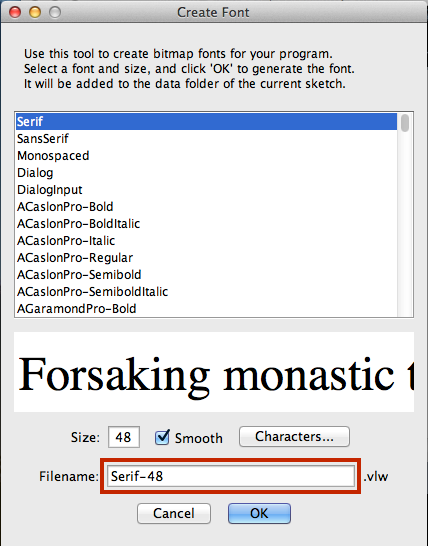 Create Font
Use this tool to create bitmap fonts for your program.
Select a font and size, and click 'OK' to generate the font.
It will be added to the data folder of the current sketch.
Serif
SansSerif
Monospaced
Dialog
DialogInput
ACaslonPro-Bold
ACaslonPro-BoldItalic
ACaslonPro-Italic
ACaslonPro-Regular
ACaslonPro-Semibold
ACaslonPro-SemiboldItalic
AGaramondPro-Bold
Forsaking monastic t
Size: 48 Smooth Characters...
Filename: Serif-48 .vlw
Cancel OK